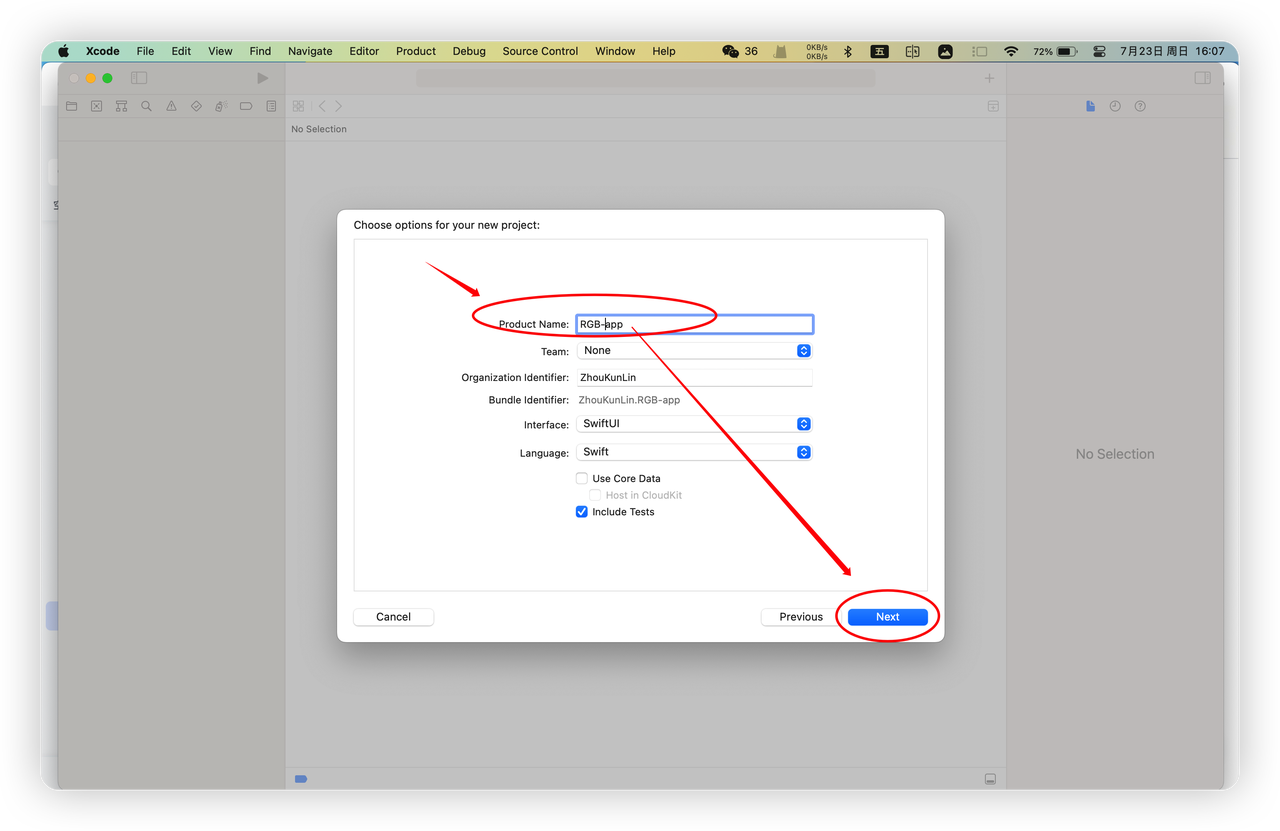 Xcode File Edit View Find Navigate Editor Product Debug Source Control Window Help 36 0KB/s 0KB/s 五 72% 7月23日 周日 16:07
No Selection
Choose options for your new project:
Product Name: RGB-app
Team: None
Organization Identifier: ZhouKunLin
Bundle Identifier: ZhouKunLin.RGB-app
Interface: SwiftUI
Language: Swift
No Selection
Use Core Data
Host in CloudKit
Include Tests
Cancel Previous Next